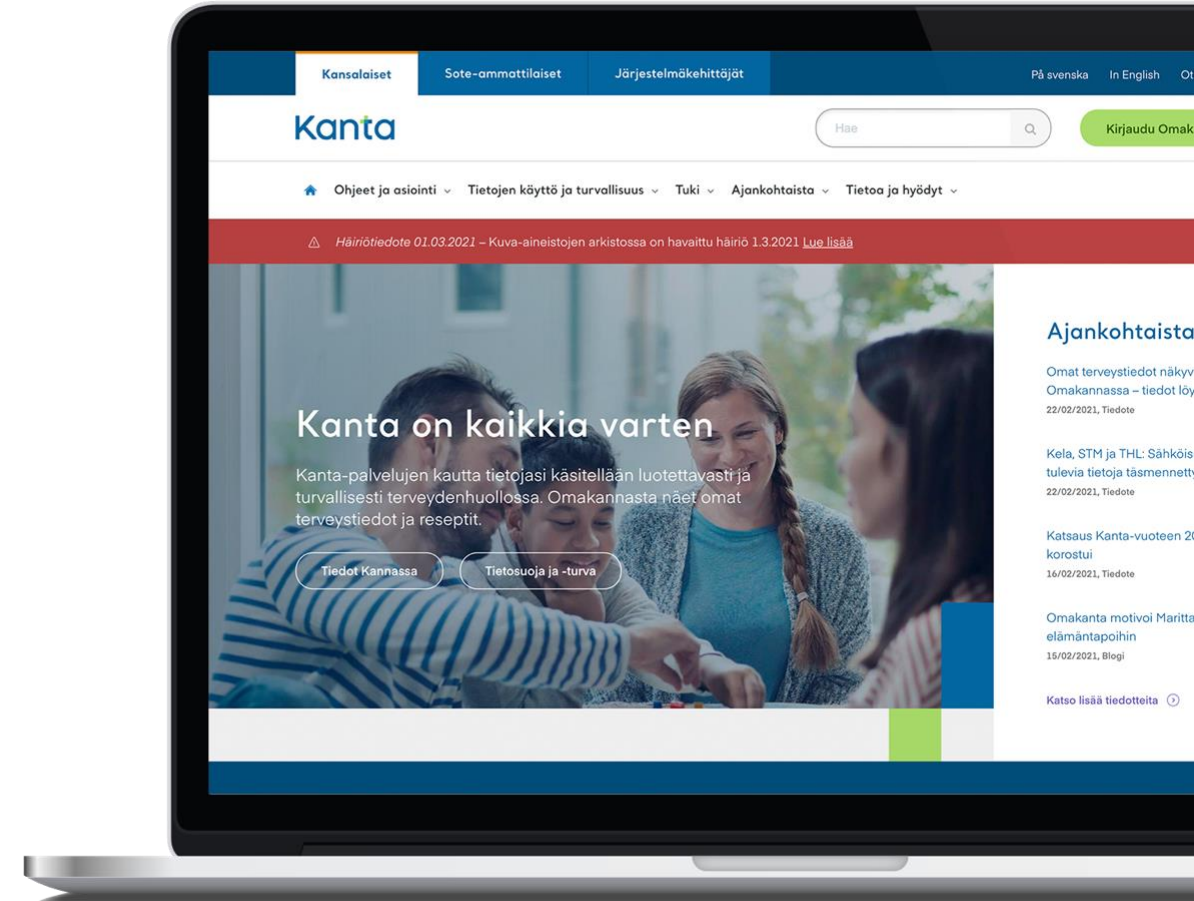 Kansalaiset
Sote-ammattilaiset
Järjestelmäkehittäjät
På svenska
In English
Kanta
Hae
Kirjaudu
Ohjeet ja asiointi
Tietojen käyttö ja turvallisuus
Tuki
Ajankohtaista
Tietoa ja hyödyt
Häiriötiedote 01.03.2021 – Kuva-aineistojen arkistossa on havaittu häiriö 1.3.2021 Lue lisää
Kanta on kaikkia varten
Kanta-palvelujen kautta tietojasi käsitellään luotettavasti ja
turvallisesti terveydenhuollossa. Omakannasta näet omat
terveystiedot ja reseptit.
Tiedot Kannassa
Tietosuoja ja -turva
Ajankohtaista
Omat terveystiedot
Omakannassa – tiedot
22/02/2021, Tiedote
Kela, STM ja THL:
tulevia tietoja
22/02/2021, Tiedote
Katsaus Kanta-vuoteen
korostui
16/02/2021, Tiedote
Omakanta motivoi Maritta
elämäntapoihin
15/02/2021, Blogi
Katso lisää tiedotteita